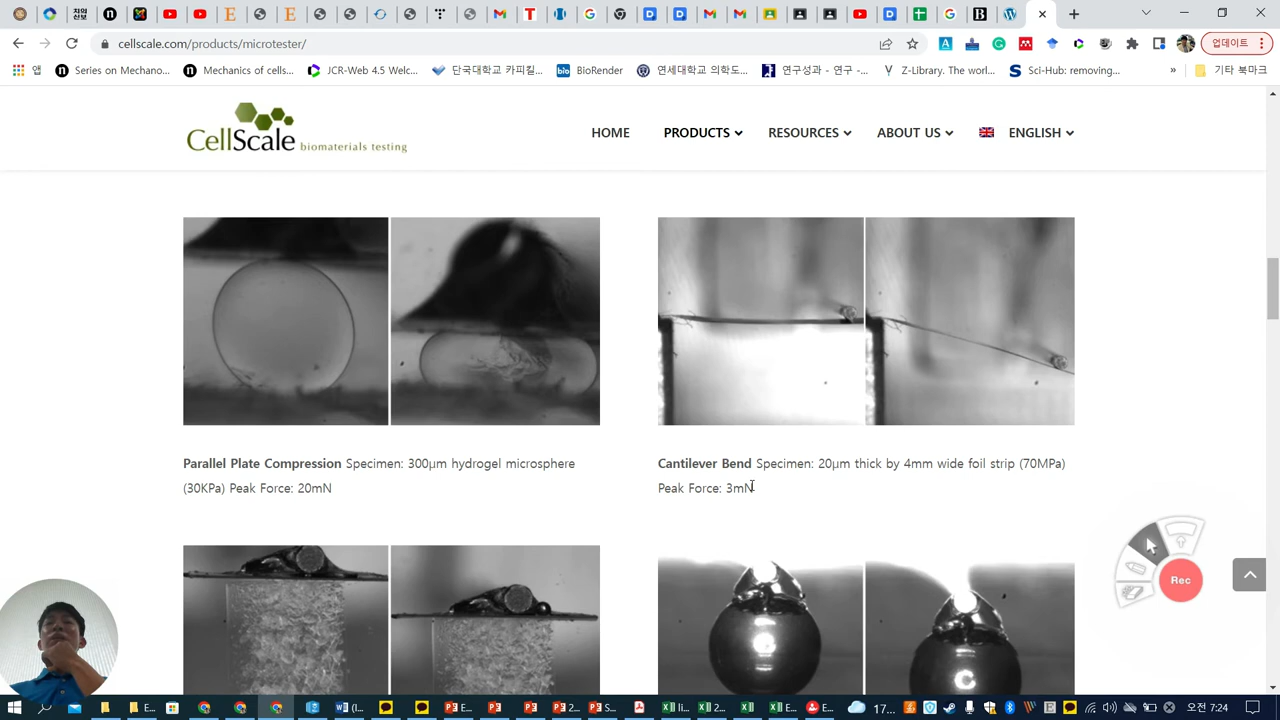 cellscale.com/products/microtester/
업데이트
앱
Series on Mechano...
Mechanics of cells...
JCR-Web 4.5 Welc...
단국대학교 카피킬...
BioRender
연세대학교 의학도...
연구성과 - 연구 -...
Z-Library. The worl...
Sci-Hub: removing...
»
기타 북마크
CellScale biomaterials testing
HOME
PRODUCTS
RESOURCES
ABOUT US
ENGLISH
Parallel Plate Compression Specimen: 300μm hydrogel microsphere
(30KPa) Peak Force: 20mN
Cantilever Bend Specimen: 20μm thick by 4mm wide foil strip (70MPa)
Peak Force: 3mN
Rec
17...
오전 7:24